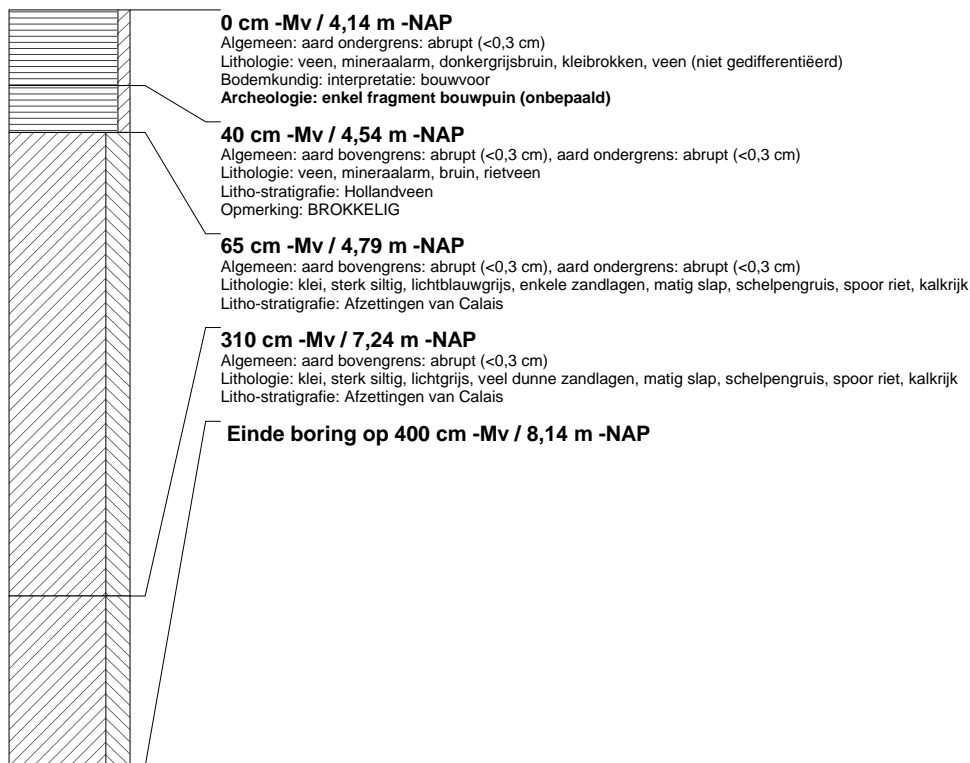 0 cm -Mv / 4,14 m -NAP
Algemeen: aard ondergrens: abrupt (<0,3 cm)
Lithologie: veen, mineraalarm, donkergrijsbruin, kleibrokken, veen (niet gedifferentiëerd)
Bodemkundig: interpretatie: bouwvoor
Archeologie: enkel fragment bouwpuin (onbepaald)
40 cm -Mv / 4,54 m -NAP
Algemeen: aard bovengrens: abrupt (<0,3 cm), aard ondergrens: abrupt (<0,3 cm)
Lithologie: veen, mineraalarm, bruin, rietveen
Litho-stratigrafie: Hollandveen
Opmerking: BROKKELIG
65 cm -Mv / 4,79 m -NAP
Algemeen: aard bovengrens: abrupt (<0,3 cm), aard ondergrens: abrupt (<0,3 cm)
Lithologie: klei, sterk siltig, lichtblauwgrijs, enkele zandlagen, matig slap, schelpengruis, spoor riet, kalkrijk
Litho-stratigrafie: Afzettingen van Calais
310 cm -Mv / 7,24 m -NAP
Algemeen: aard bovengrens: abrupt (<0,3 cm)
Lithologie: klei, sterk siltig, lichtgrijs, veel dunne zandlagen, matig slap, schelpengruis, spoor riet, kalkrijk
Litho-stratigrafie: Afzettingen van Calais
Einde boring op 400 cm -Mv / 8,14 m -NAP